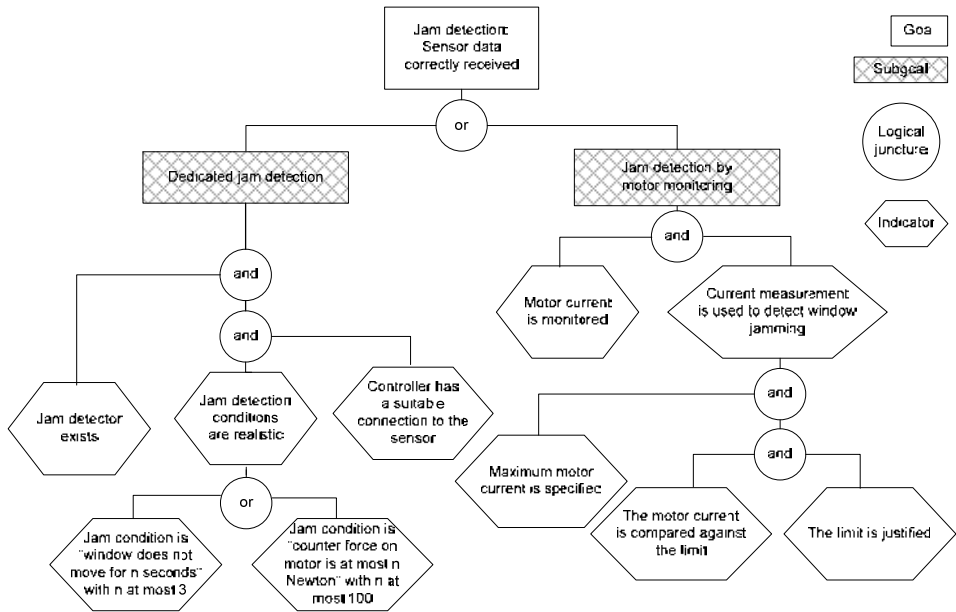 Jam detection:
Sensor data
correctly received
Goa
Subgoal
Logical
juncture
Indicator
or
Dedicated jam detection
Jam detection by
motor monitoring
and
and
Motor current
is monitored
Current measurement
is used to detect window
jamming
and
Jam detector
exists
Jam detection
conditions
are realistic
Controller has
a suitable
connection to the
sensor
and
and
Maximum motor
current is specified
The motor current
is compared against
the limit
The limit is justified
or
Jam condition is
"window does not
move for n seconds"
with n at most 3
Jam condition is
"counter force on
motor is at most n
Newton" with n at
most 100